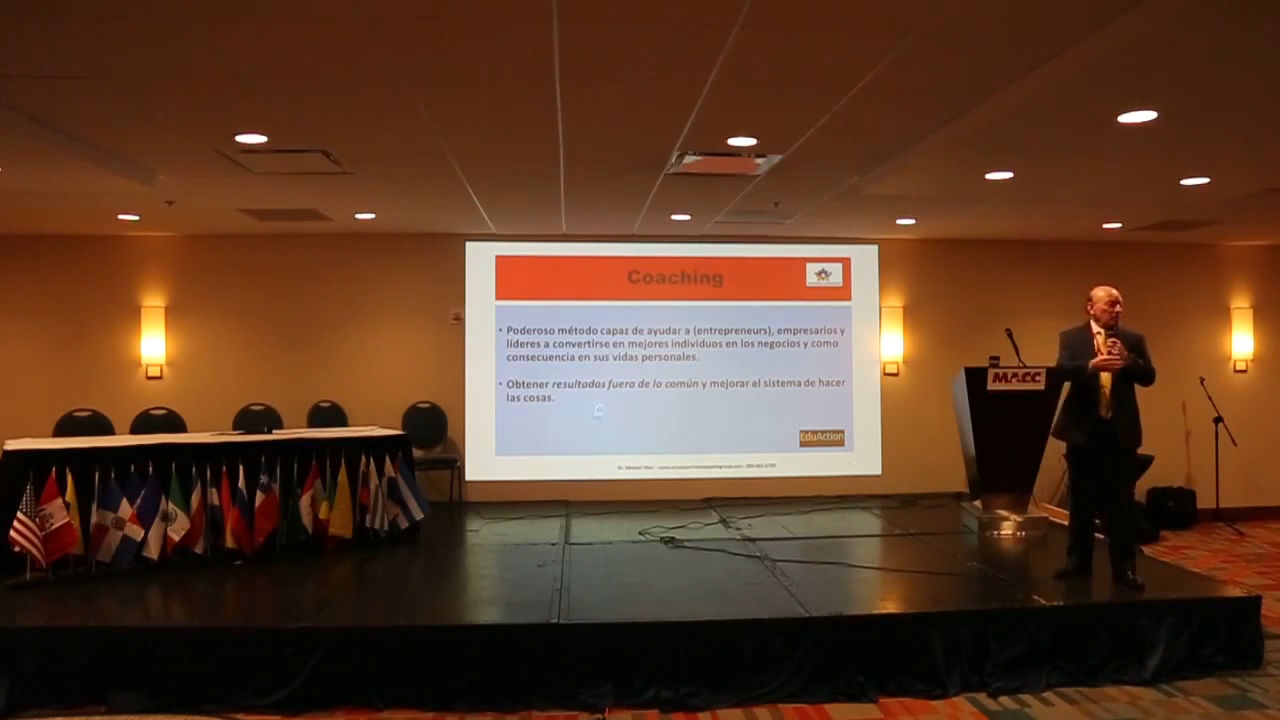 Coaching
• Poderoso método capaz de ayudar a (entrepreneurs), empresarios y
líderes a convertirse en mejores individuos en los negocios y como
consecuencia en sus vidas personales.
• Obtener resultados fuera de lo común y mejorar el sistema de hacer
las cosas.
EduAction
MACC